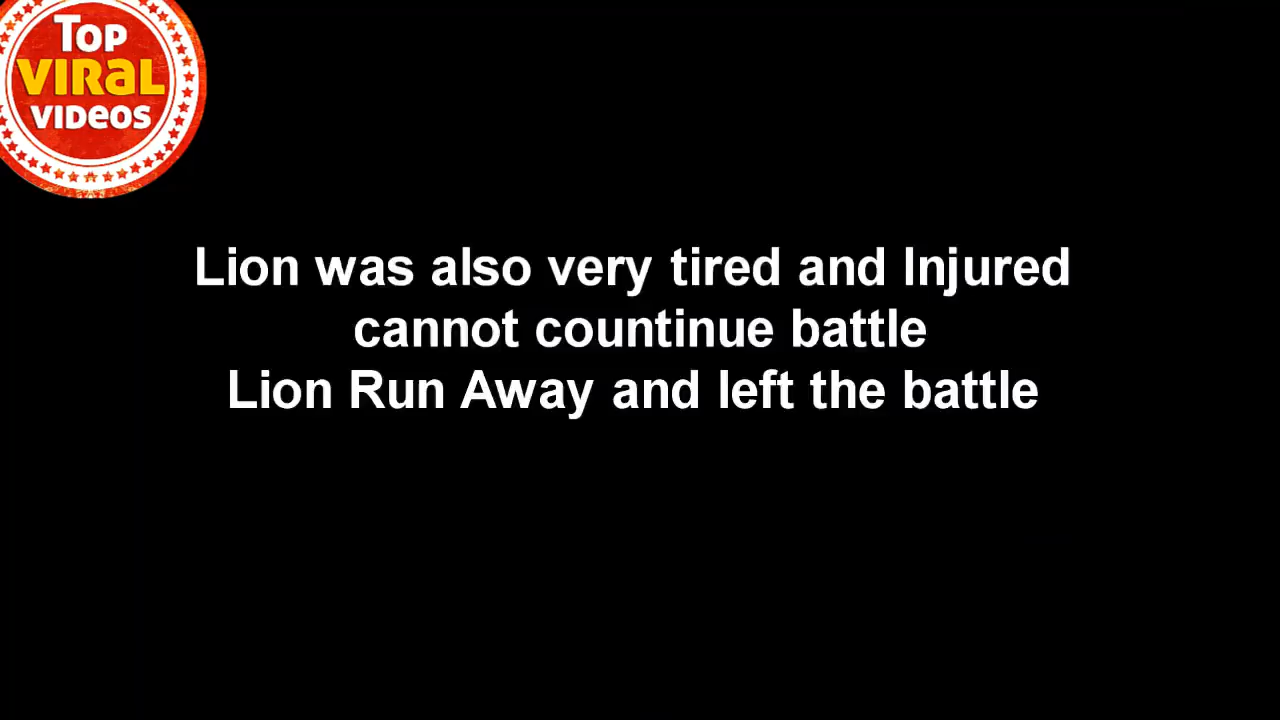 TOP
VIRaL
VIDeOS
Lion was also very tired and Injured
cannot countinue battle
Lion Run Away and left the battle